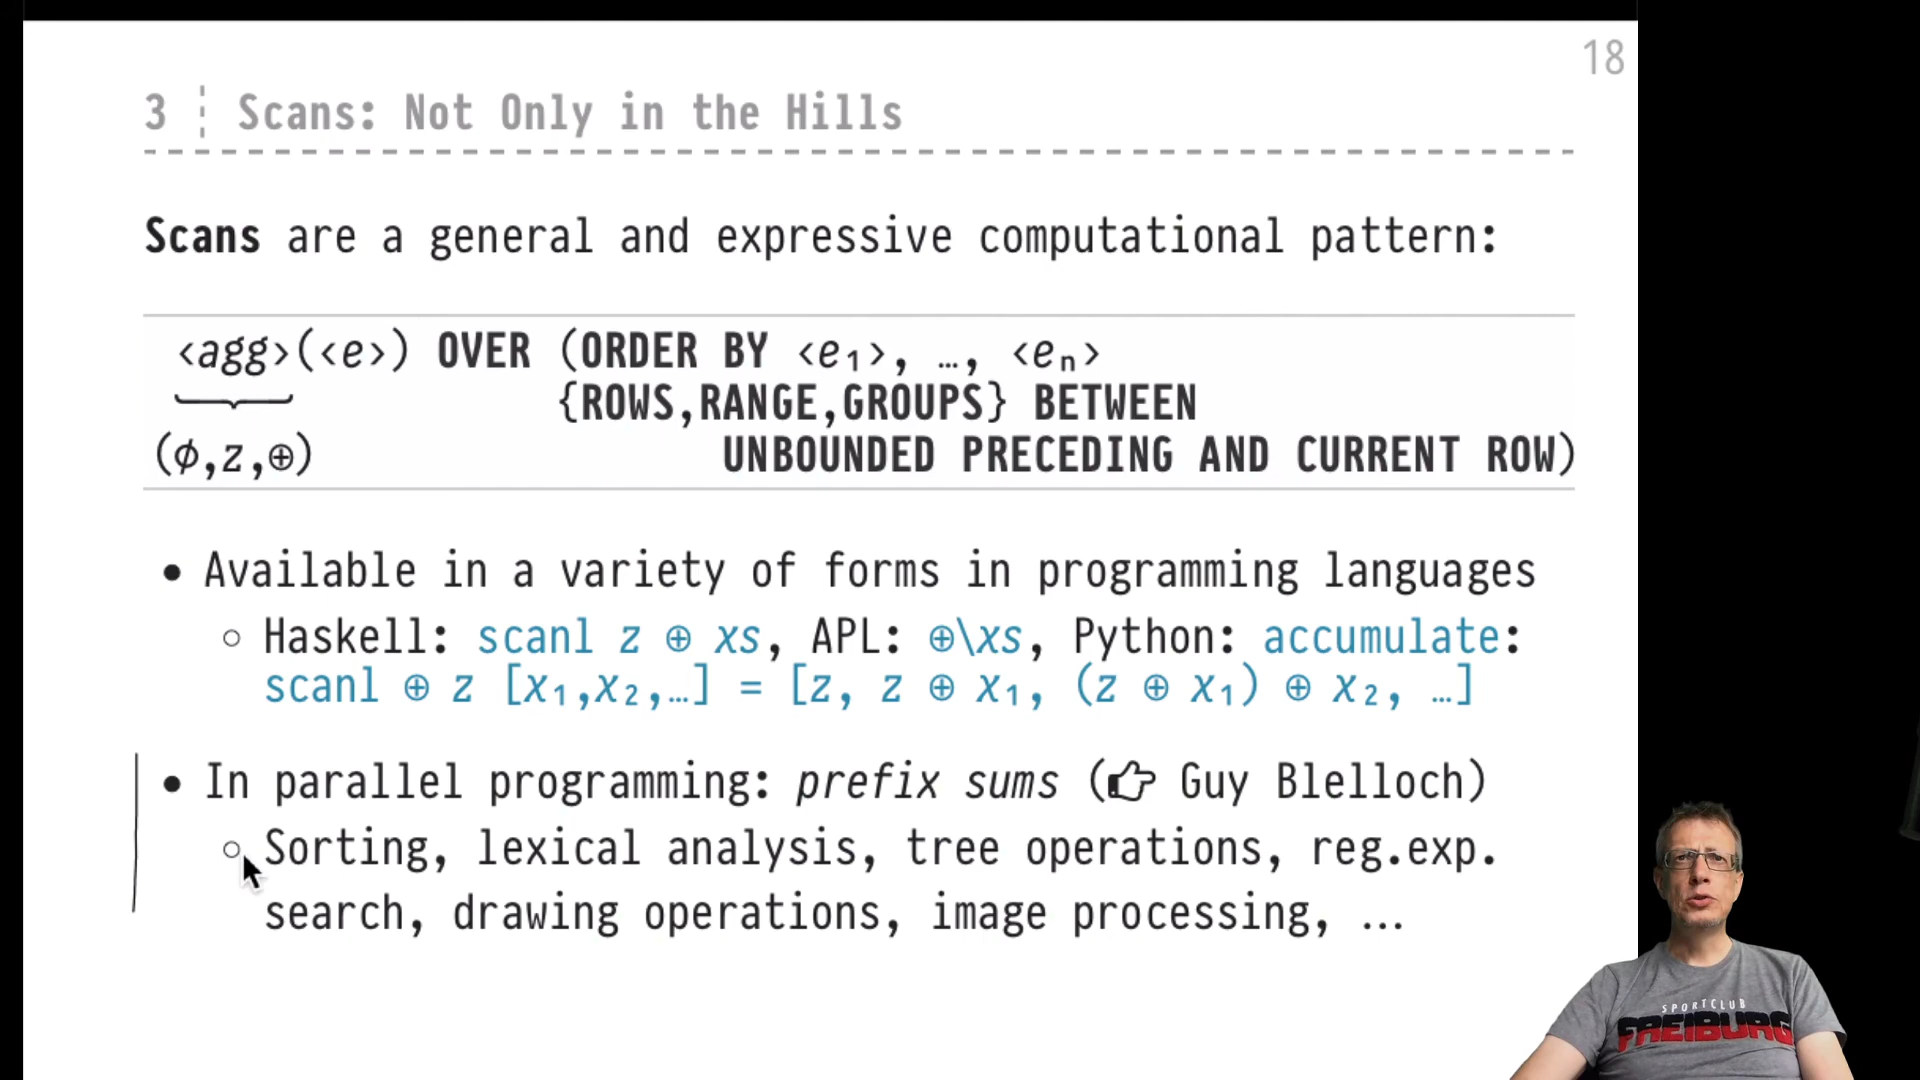 18
3 ┆ Scans: Not Only in the Hills
Scans are a general and expressive computational pattern:
<agg>(<e>) OVER (ORDER BY <e₁>, …, <eₙ>
{ROWS,RANGE,GROUPS} BETWEEN
(ϕ,z,⊕) UNBOUNDED PRECEDING AND CURRENT ROW)
• Available in a variety of forms in programming languages
○ Haskell: scanl z ⊕ xs, APL: ⊕\xs, Python: accumulate:
scanl ⊕ z [x₁,x₂,…] = [z, z ⊕ x₁, (z ⊕ x₁) ⊕ x₂, …]
• In parallel programming: prefix sums (☞ Guy Blelloch)
○ Sorting, lexical analysis, tree operations, reg.exp.
search, drawing operations, image processing, …
SPORTCLUB
FREIBURG